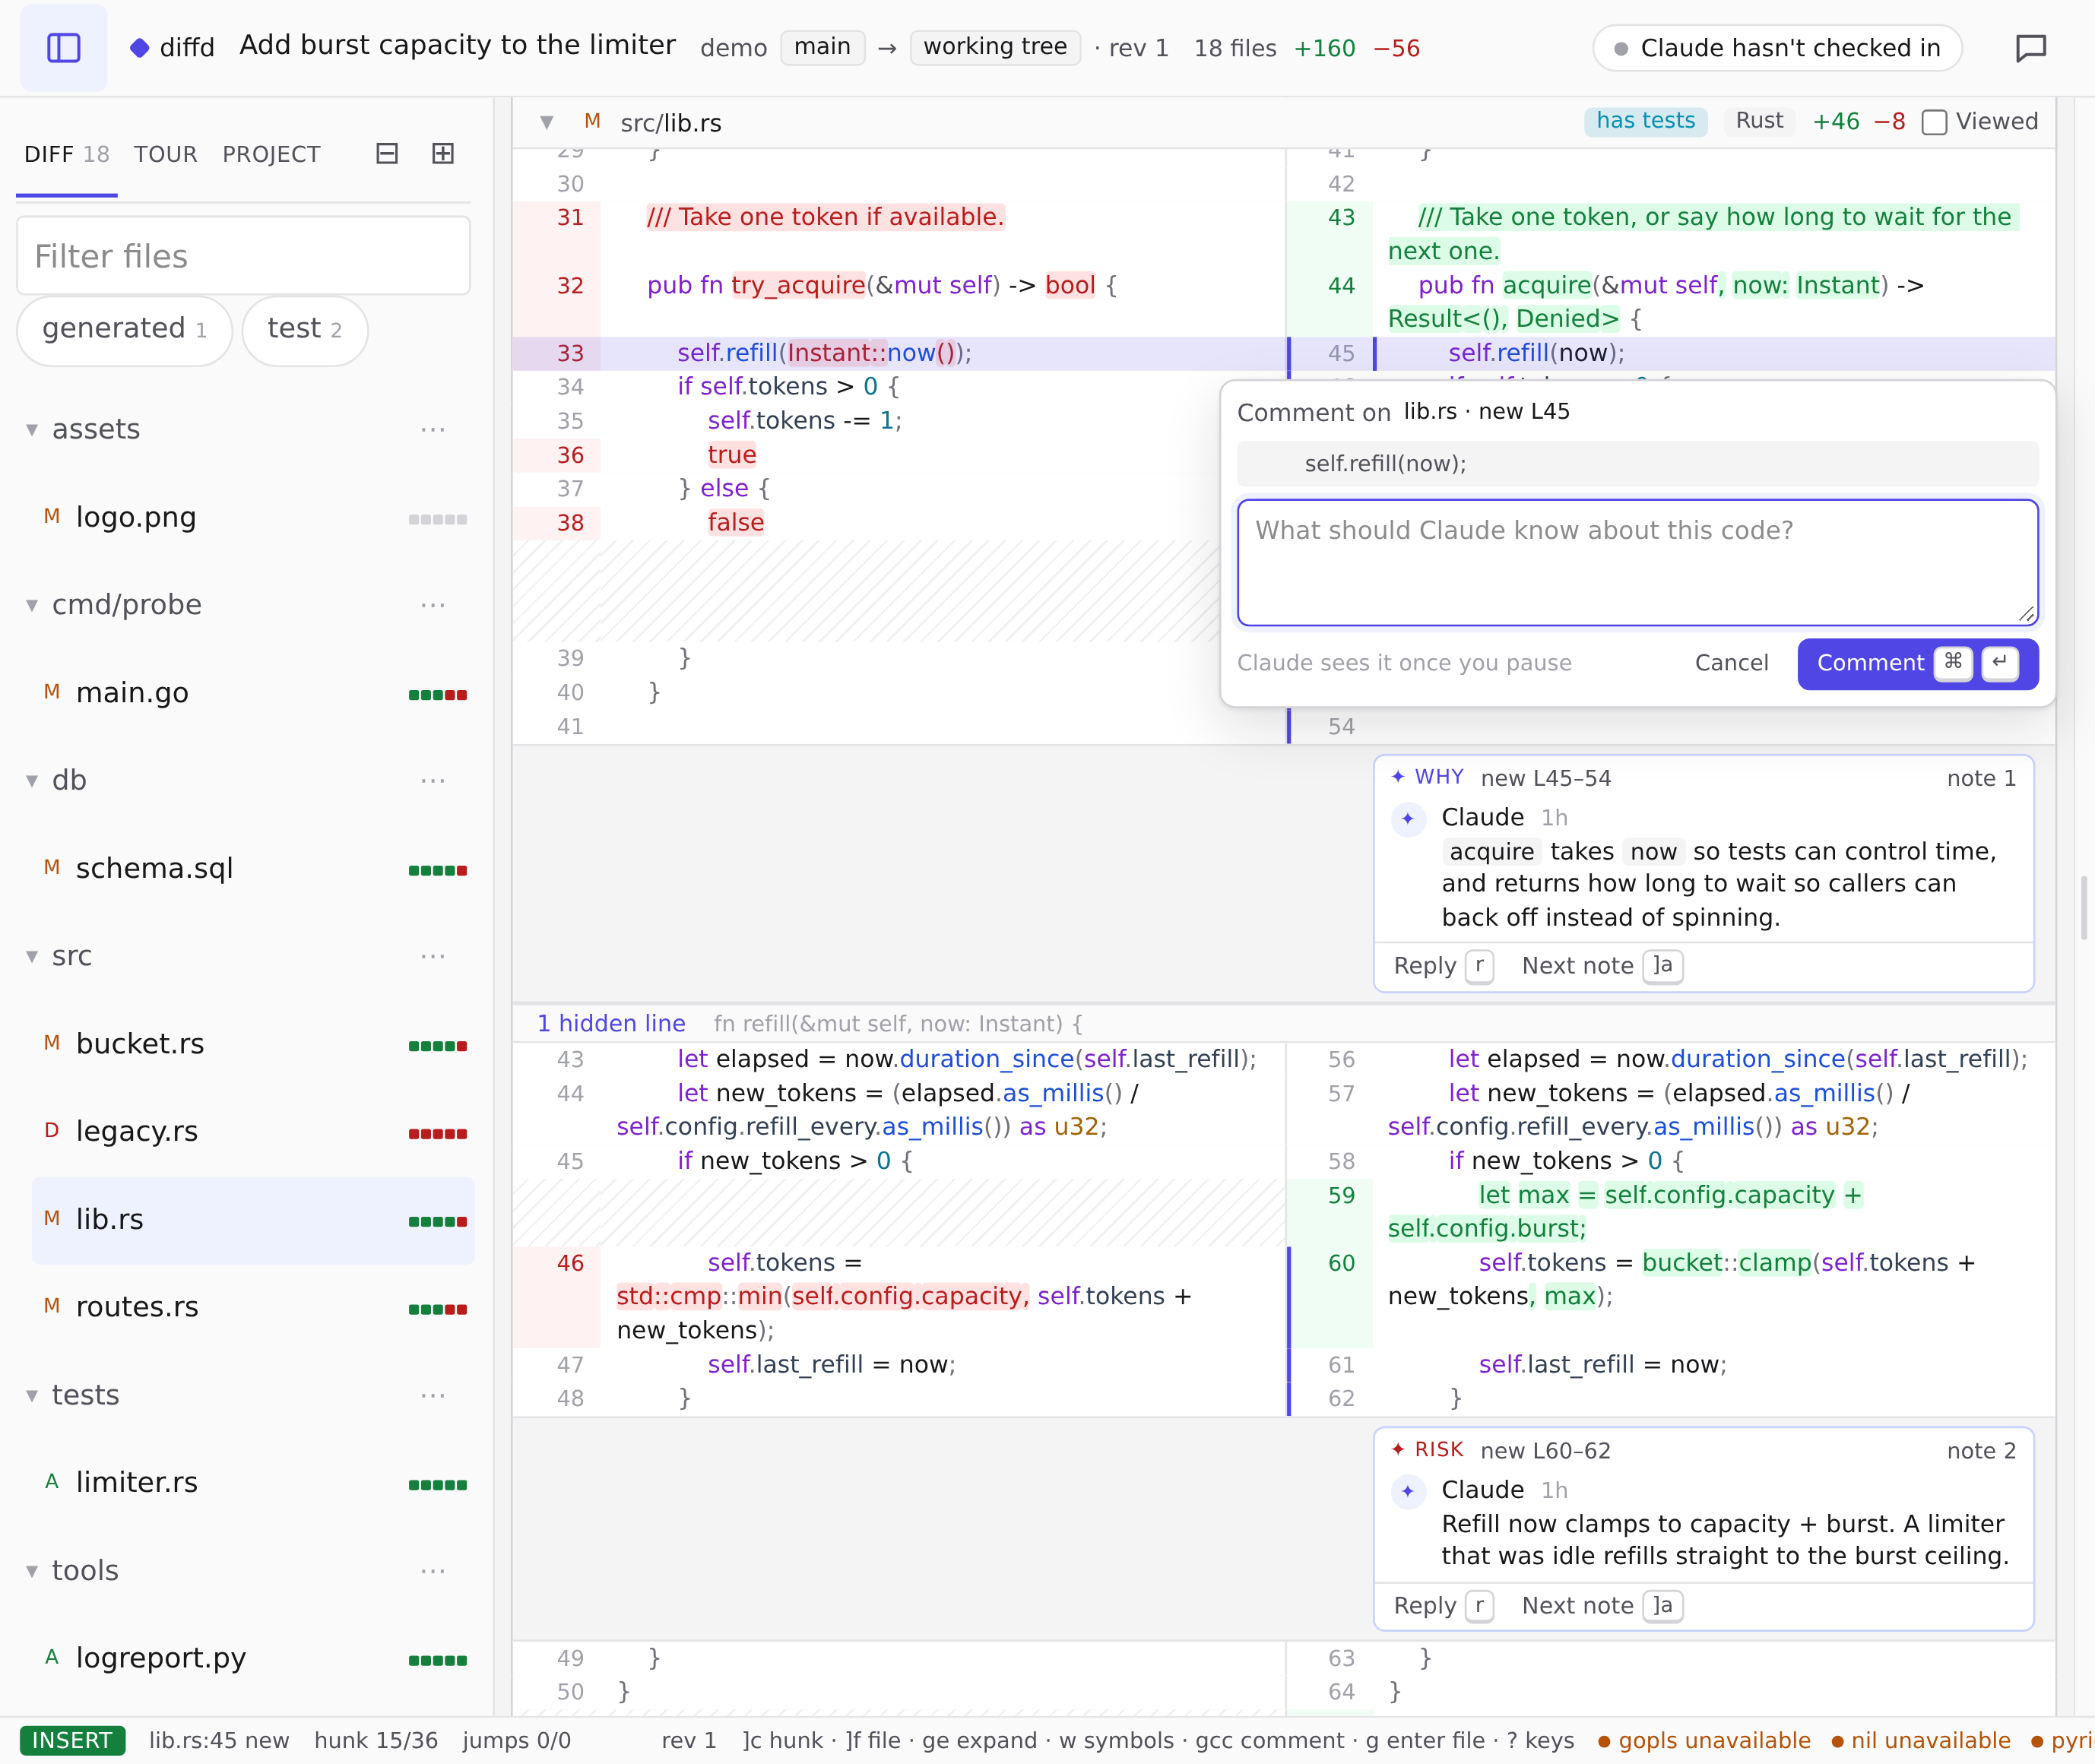 diffd Add burst capacity to the limiter demo main → working tree · rev 1 18 files +160 −56 Claude hasn't checked in
DIFF 18 TOUR PROJECT
Filter files
generated 1 test 2
assets ...
M logo.png
cmd/probe ...
M main.go
db ...
M schema.sql
src ...
M bucket.rs
D legacy.rs
M lib.rs
M routes.rs
tests ...
A limiter.rs
tools ...
A logreport.py
M src/lib.rs has tests Rust +46 −8 Viewed
29 }
30
31 /// Take one token if available.
32 pub fn try_acquire(&mut self) -> bool {
33 self.refill(Instant::now());
34 if self.tokens > 0 {
35 self.tokens -= 1;
36 true
37 } else {
38 false
39 }
40 }
41
41 }
42
43 /// Take one token, or say how long to wait for the
next one.
44 pub fn acquire(&mut self, now: Instant) ->
Result<(), Denied> {
45 self.refill(now);
Comment on lib.rs · new L45
self.refill(now);
What should Claude know about this code?
Claude sees it once you pause Cancel Comment ⌘ ↵
54
✦ WHY new L45–54 note 1
✦ Claude 1h
acquire takes now so tests can control time,
and returns how long to wait so callers can
back off instead of spinning.
Reply r Next note ]a
1 hidden line fn refill(&mut self, now: Instant) {
43 let elapsed = now.duration_since(self.last_refill);
44 let new_tokens = (elapsed.as_millis() /
self.config.refill_every.as_millis()) as u32;
45 if new_tokens > 0 {
46 self.tokens =
std::cmp::min(self.config.capacity, self.tokens +
new_tokens);
47 self.last_refill = now;
48 }
56 let elapsed = now.duration_since(self.last_refill);
57 let new_tokens = (elapsed.as_millis() /
self.config.refill_every.as_millis()) as u32;
58 if new_tokens > 0 {
59 let max = self.config.capacity +
self.config.burst;
60 self.tokens = bucket::clamp(self.tokens +
new_tokens, max);
61 self.last_refill = now;
62 }
✦ RISK new L60–62 note 2
✦ Claude 1h
Refill now clamps to capacity + burst. A limiter
that was idle refills straight to the burst ceiling.
Reply r Next note ]a
49 }
50 }
63 }
64 }
INSERT lib.rs:45 new hunk 15/36 jumps 0/0 rev 1 ]c hunk · ]f file · ge expand · w symbols · gcc comment · g enter file · ? keys ● gopls unavailable ● nil unavailable ●